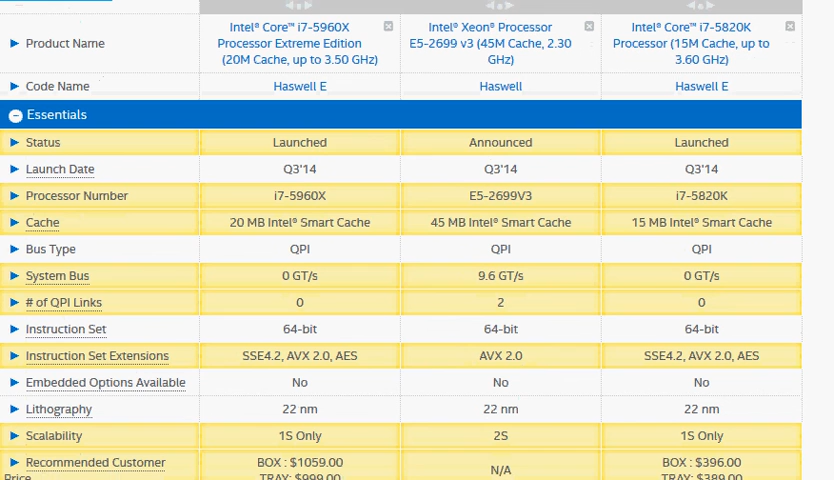 Product Name Intel® Core™ i7-5960X Processor Extreme Edition (20M Cache, up to 3.50 GHz) Intel® Xeon® Processor E5-2699 v3 (45M Cache, 2.30 GHz) Intel® Core™ i7-5820K Processor (15M Cache, up to 3.60 GHz)
Code Name Haswell E Haswell Haswell E
Essentials
Status Launched Announced Launched
Launch Date Q3'14 Q3'14 Q3'14
Processor Number i7-5960X E5-2699V3 i7-5820K
Cache 20 MB Intel® Smart Cache 45 MB Intel® Smart Cache 15 MB Intel® Smart Cache
Bus Type QPI QPI QPI
System Bus 0 GT/s 9.6 GT/s 0 GT/s
# of QPI Links 0 2 0
Instruction Set 64-bit 64-bit 64-bit
Instruction Set Extensions SSE4.2, AVX 2.0, AES AVX 2.0 SSE4.2, AVX 2.0, AES
Embedded Options Available No No No
Lithography 22 nm 22 nm 22 nm
Scalability 1S Only 2S 1S Only
Recommended Customer BOX : $1059.00 N/A BOX : $396.00
Price TRAY: $999.00 TRAY: $389.00